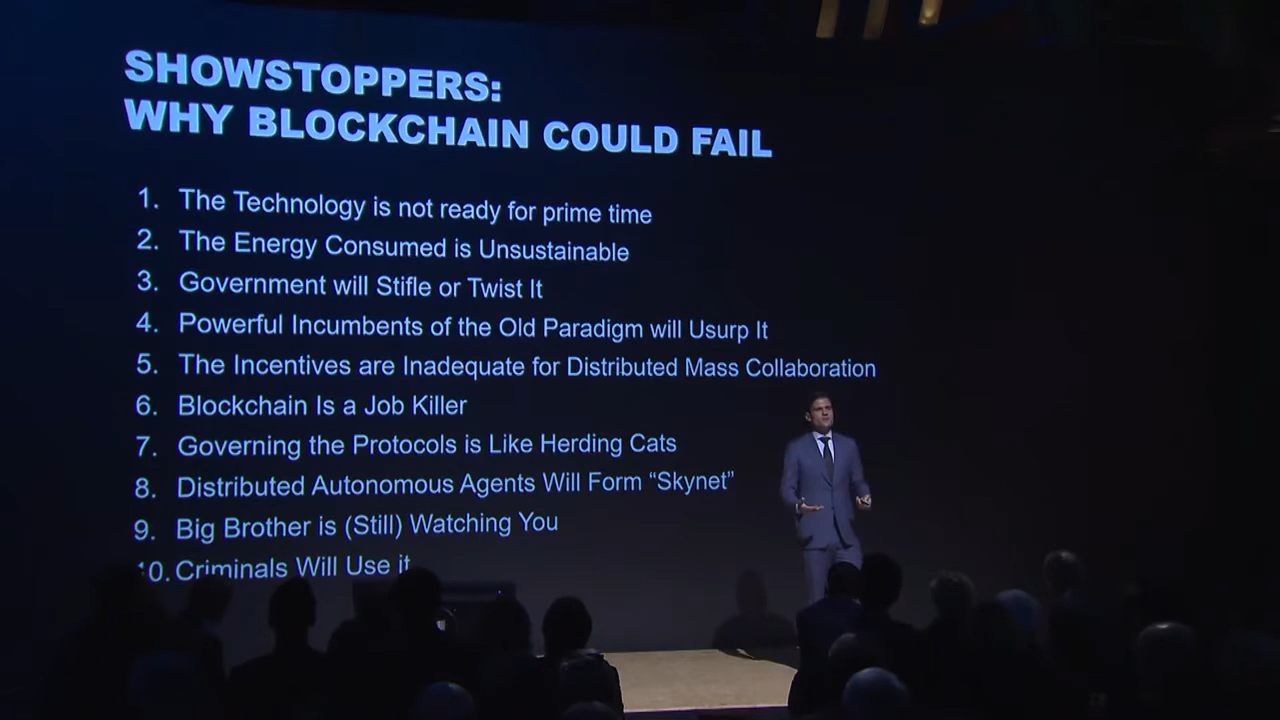 SHOWSTOPPERS:
WHY BLOCKCHAIN COULD FAIL
1. The Technology is not ready for prime time
2. The Energy Consumed is Unsustainable
3. Government will Stifle or Twist It
4. Powerful Incumbents of the Old Paradigm will Usurp It
5. The Incentives are Inadequate for Distributed Mass Collaboration
6. Blockchain Is a Job Killer
7. Governing the Protocols is Like Herding Cats
8. Distributed Autonomous Agents Will Form “Skynet”
9. Big Brother is (Still) Watching You
10. Criminals Will Use it